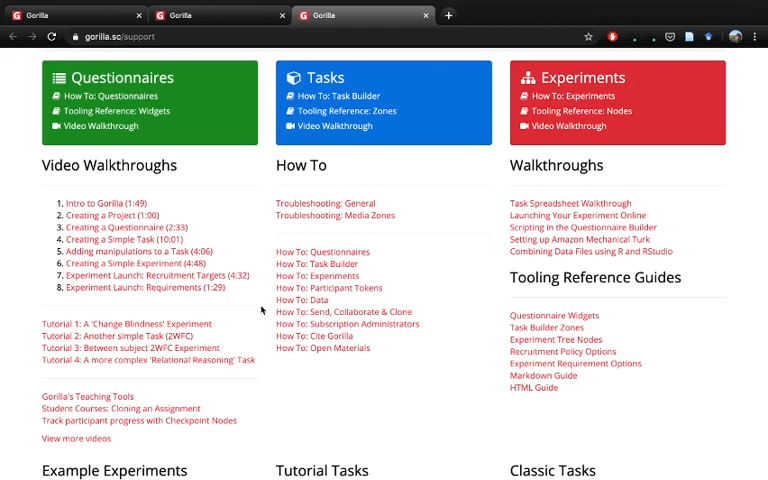 Gorilla
Gorilla
Gorilla
gorilla.sc/support
Questionnaires
How To: Questionnaires
Tooling Reference: Widgets
Video Walkthrough
Tasks
How To: Task Builder
Tooling Reference: Zones
Video Walkthrough
Experiments
How To: Experiments
Tooling Reference: Nodes
Video Walkthrough
Video Walkthroughs
1. Intro to Gorilla (1:49)
2. Creating a Project (1:00)
3. Creating a Questionnaire (2:33)
4. Creating a Simple Task (10:01)
5. Adding manipulations to a Task (4:06)
6. Creating a Simple Experiment (4:48)
7. Experiment Launch: Recruitment Targets (4:32)
8. Experiment Launch: Requirements (1:29)
Tutorial 1: A 'Change Blindness' Experiment
Tutorial 2: Another simple Task (2WFC)
Tutorial 3: Between subject 2WFC Experiment
Tutorial 4: A more complex 'Relational Reasoning' Task
Gorilla's Teaching Tools
Student Courses: Cloning an Assignment
Track participant progress with Checkpoint Nodes
View more videos
How To
Troubleshooting: General
Troubleshooting: Media Zones
How To: Questionnaires
How To: Task Builder
How To: Experiments
How To: Participant Tokens
How To: Data
How To: Send, Collaborate & Clone
How To: Subscription Administrators
How To: Cite Gorilla
How To: Open Materials
Walkthroughs
Task Spreadsheet Walkthrough
Launching Your Experiment Online
Scripting in the Questionnaire Builder
Setting up Amazon Mechanical Turk
Combining Data Files using R and RStudio
Tooling Reference Guides
Questionnaire Widgets
Task Builder Zones
Experiment Tree Nodes
Recruitment Policy Options
Experiment Requirement Options
Markdown Guide
HTML Guide
Example Experiments
Tutorial Tasks
Classic Tasks